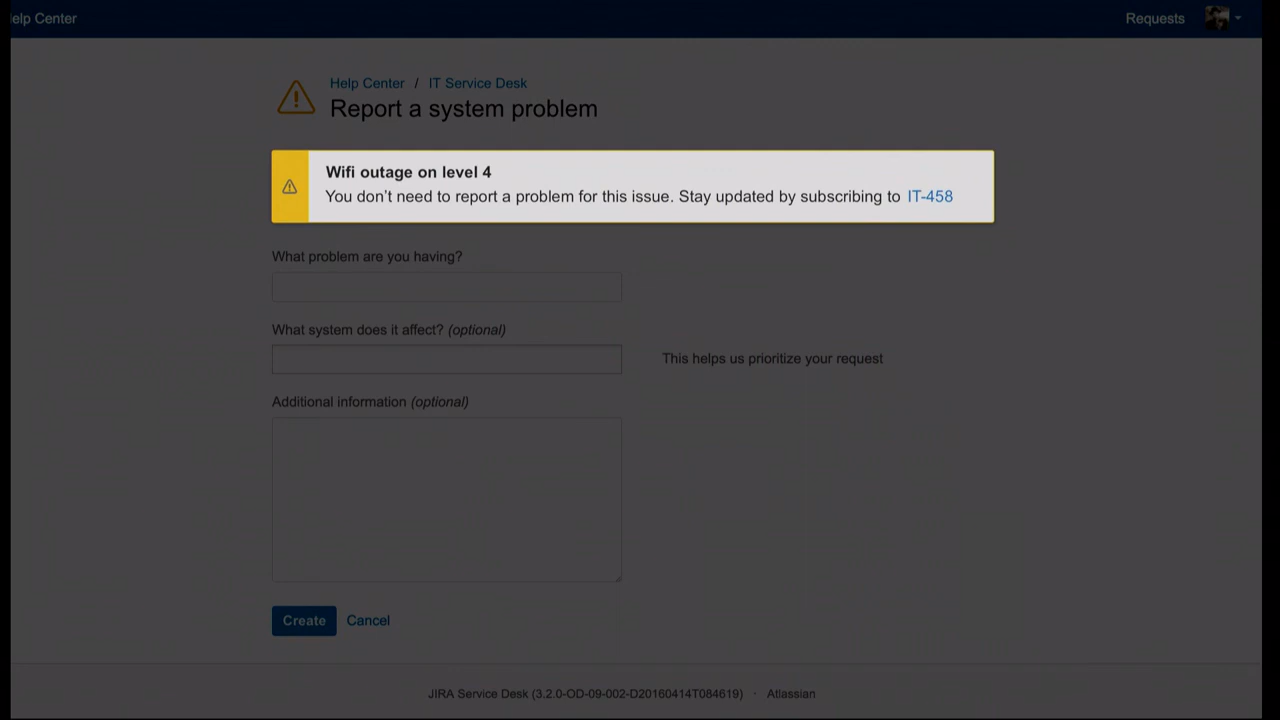 elp Center
Requests
Help Center / IT Service Desk
Report a system problem
Wifi outage on level 4
You don't need to report a problem for this issue. Stay updated by subscribing to IT-458
What problem are you having?
What system does it affect? (optional)
This helps us prioritize your request
Additional information (optional)
Create Cancel
JIRA Service Desk (3.2.0-OD-09-002-D20160414T084619) · Atlassian